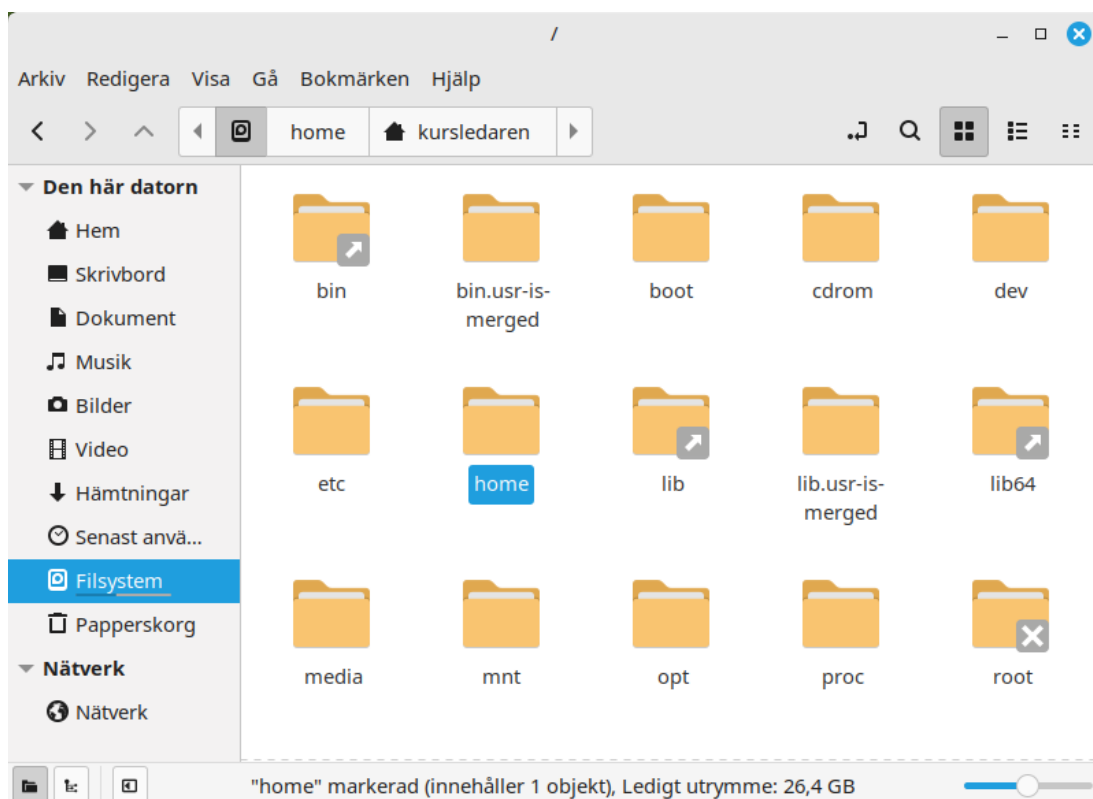 /
Arkiv Redigera Visa Gå Bokmärken Hjälp
home kursledaren
Den här datorn
Hem
Skrivbord
Dokument
Musik
Bilder
Video
Hämtningar
Senast anvä...
Filsystem
Papperskorg
Nätverk
Nätverk
bin bin.usr-is-merged boot cdrom dev
etc home lib lib.usr-is-merged lib64
media mnt opt proc root
"home" markerad (innehåller 1 objekt), Ledigt utrymme: 26,4 GB